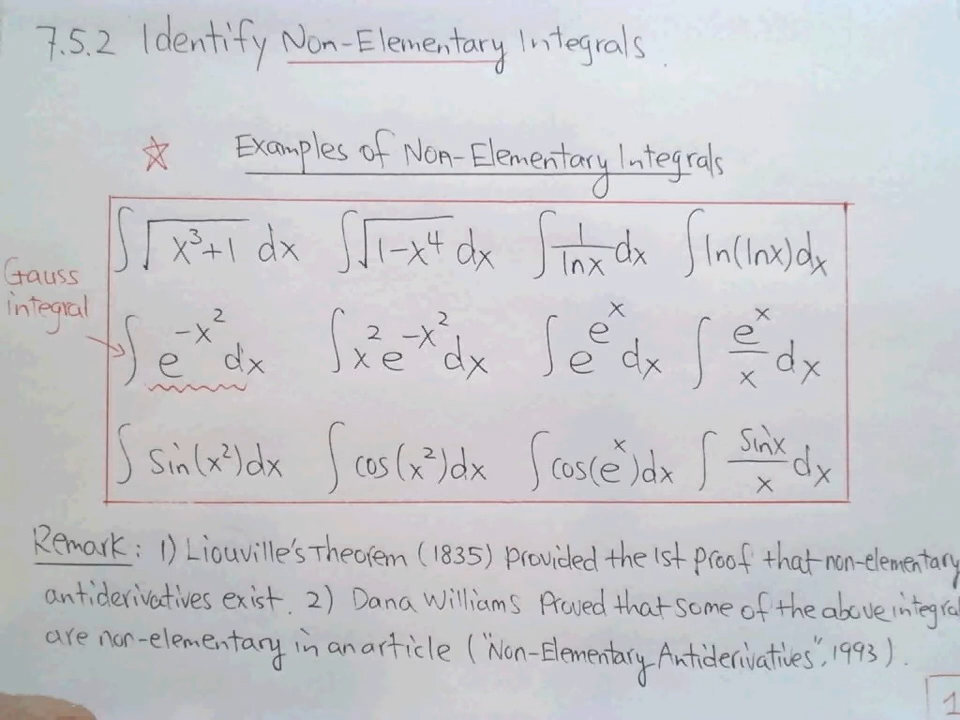 7.5.2 Identify Non-Elementary Integrals.
☆ Examples of Non-Elementary Integrals
∫√(x³+1) dx ∫√(1-x⁴) dx ∫ 1/lnx dx ∫ln(lnx)dx
Gauss
integral
∫e^(-x²) dx ∫x²e^(-x²) dx ∫e^(e^x) dx ∫ e^x/x dx
∫sin(x²)dx ∫cos(x²)dx ∫cos(e^x)dx ∫ sinx/x dx
Remark: 1) Liouville's Theorem (1835) Provided the 1st proof that non-elementary
antiderivatives exist. 2) Dana Williams Proved that some of the above integral
are non-elementary in an article ("Non-Elementary Antiderivatives", 1993).
1